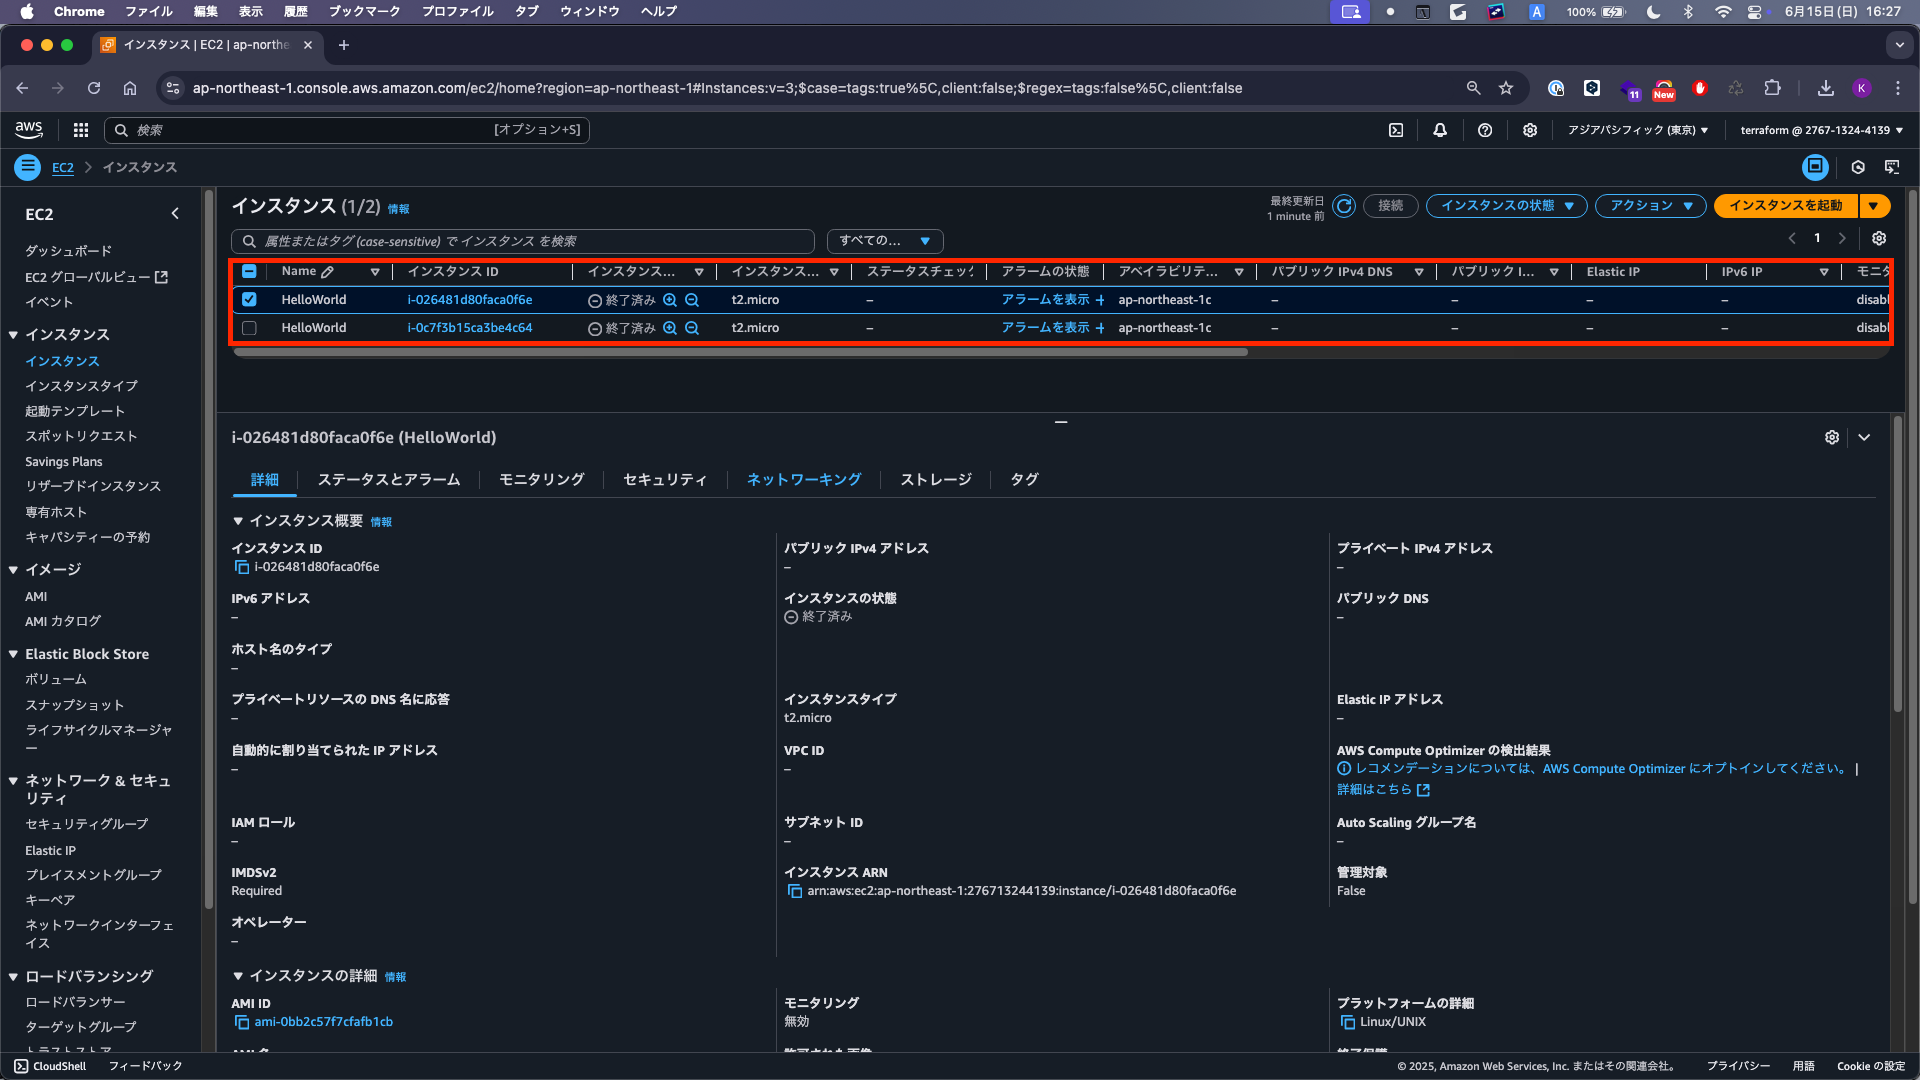 Chrome ファイル 編集 表示 履歴 ブックマーク プロファイル タブ ウィンドウ ヘルプ 100% A 6月15日(日) 16:27
インスタンス | EC2 | ap-northe
ap-northeast-1.console.aws.amazon.com/ec2/home?region=ap-northeast-1#Instances:v=3;$case=tags:true%5C,client:false;$regex=tags:false%5C,client:false 11 New K
aws 検索 [オプション+S] アジアパシフィック (東京) terraform @ 2767-1324-4139
EC2 インスタンス
EC2
ダッシュボード
EC2 グローバルビュー
イベント
インスタンス
インスタンス
インスタンスタイプ
起動テンプレート
スポットリクエスト
Savings Plans
リザーブドインスタンス
専有ホスト
キャパシティーの予約
イメージ
AMI
AMI カタログ
Elastic Block Store
ボリューム
スナップショット
ライフサイクルマネージャ
ー
ネットワーク & セキュ
リティ
セキュリティグループ
Elastic IP
プレイスメントグループ
キーペア
ネットワークインターフェ
イス
ロードバランシング
ロードバランサー
ターゲットグループ
トラストストア
インスタンス (1/2) 情報
最終更新日
1 minute 前
接続 インスタンスの状態 アクション インスタンスを起動
属性またはタグ (case-sensitive) で インスタンス を検索 すべての... 1
Name インスタンス ID インスタンス... インスタンス... ステータスチェック アラームの状態 アベイラビリテ... パブリック IPv4 DNS パブリック I... Elastic IP IPv6 IP モニタ
HelloWorld i-026481d80faca0f6e 終了済み t2.micro – アラームを表示 ap-northeast-1c – – – – disabl
HelloWorld i-0c7f3b15ca3be4c64 終了済み t2.micro – アラームを表示 ap-northeast-1c – – – – disabl
i-026481d80faca0f6e (HelloWorld)
詳細 ステータスとアラーム モニタリング セキュリティ ネットワーキング ストレージ タグ
インスタンス概要 情報
インスタンス ID パブリック IPv4 アドレス プライベート IPv4 アドレス
i-026481d80faca0f6e – –
IPv6 アドレス インスタンスの状態 パブリック DNS
– 終了済み –
ホスト名のタイプ
–
プライベートリソースの DNS 名に応答 インスタンスタイプ Elastic IP アドレス
– t2.micro –
自動的に割り当てられた IP アドレス VPC ID AWS Compute Optimizer の検出結果
– – レコメンデーションについては、AWS Compute Optimizer にオプトインしてください。 |
詳細はこちら
IAM ロール サブネット ID Auto Scaling グループ名
– – –
IMDSv2 インスタンス ARN 管理対象
Required arn:aws:ec2:ap-northeast-1:276713244139:instance/i-026481d80faca0f6e False
オペレーター
–
インスタンスの詳細 情報
AMI ID モニタリング プラットフォームの詳細
ami-0bb2c57f7cfafb1cb 無効 Linux/UNIX
CloudShell フィードバック © 2025, Amazon Web Services, Inc. またはその関連会社。 プライバシー 用語 Cookie の設定